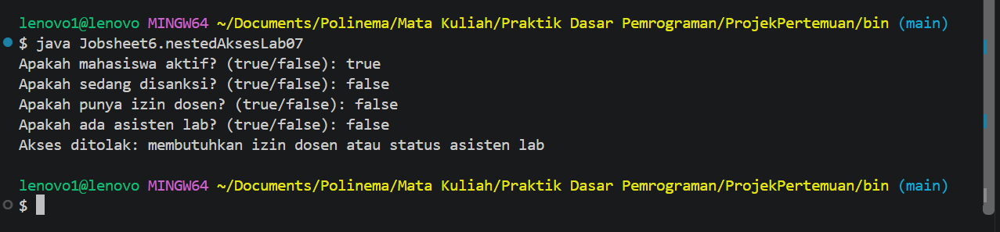 lenovo1@lenovo MINGW64 ~/Documents/Polinema/Mata Kuliah/Praktik Dasar Pemrograman/ProjekPertemuan/bin (main)
$ java Jobsheet6.nestedAksesLab07
Apakah mahasiswa aktif? (true/false): true
Apakah sedang disanksi? (true/false): false
Apakah punya izin dosen? (true/false): false
Apakah ada asisten lab? (true/false): false
Akses ditolak: membutuhkan izin dosen atau status asisten lab
lenovo1@lenovo MINGW64 ~/Documents/Polinema/Mata Kuliah/Praktik Dasar Pemrograman/ProjekPertemuan/bin (main)
$